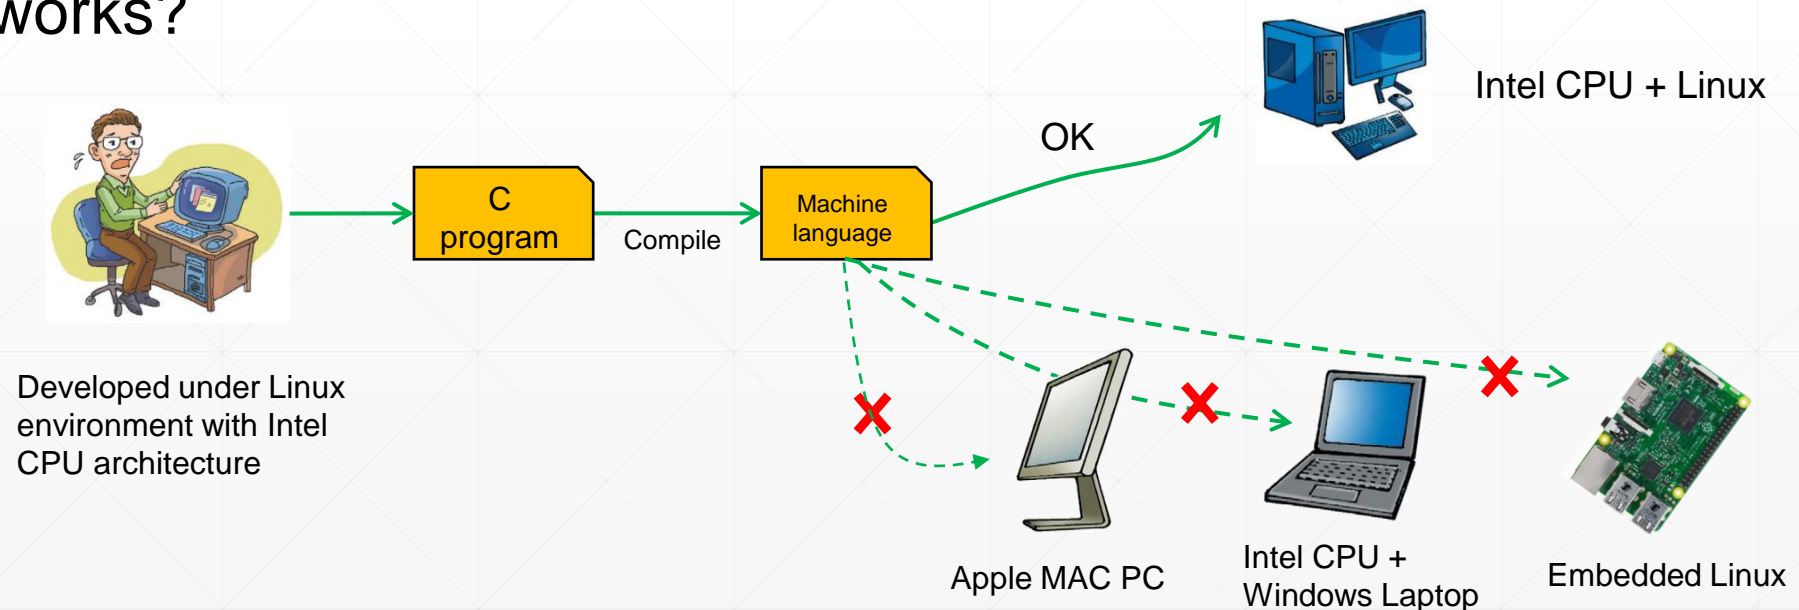 works?
Intel CPU + Linux
OK
C
program
Compile
Machine
language
Developed under Linux
environment with Intel
CPU architecture
Apple MAC PC
Intel CPU +
Windows Laptop
Embedded Linux